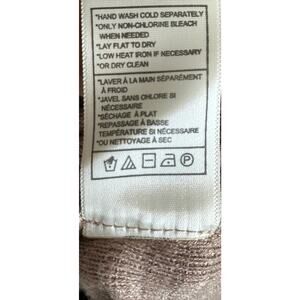 *HAND WASH COLD SEPARATELY
*ONLY NON-CHLORINE BLEACH
WHEN NEEDED
*LAY FLAT TO DRY
*LOW HEAT IRON IF NECESSARY
*OR DRY CLEAN
*LAVER À LA MAIN SÉPARÉMENT
À FROID
*JAVEL SANS CHLORE SI
NÉCESSAIRE
*SÉCHAGE À PLAT
*REPASSAGE À BASSE
TEMPÉRATURE SI NÉCESSAIRE
*OU NETTOYAGE À SEC
P